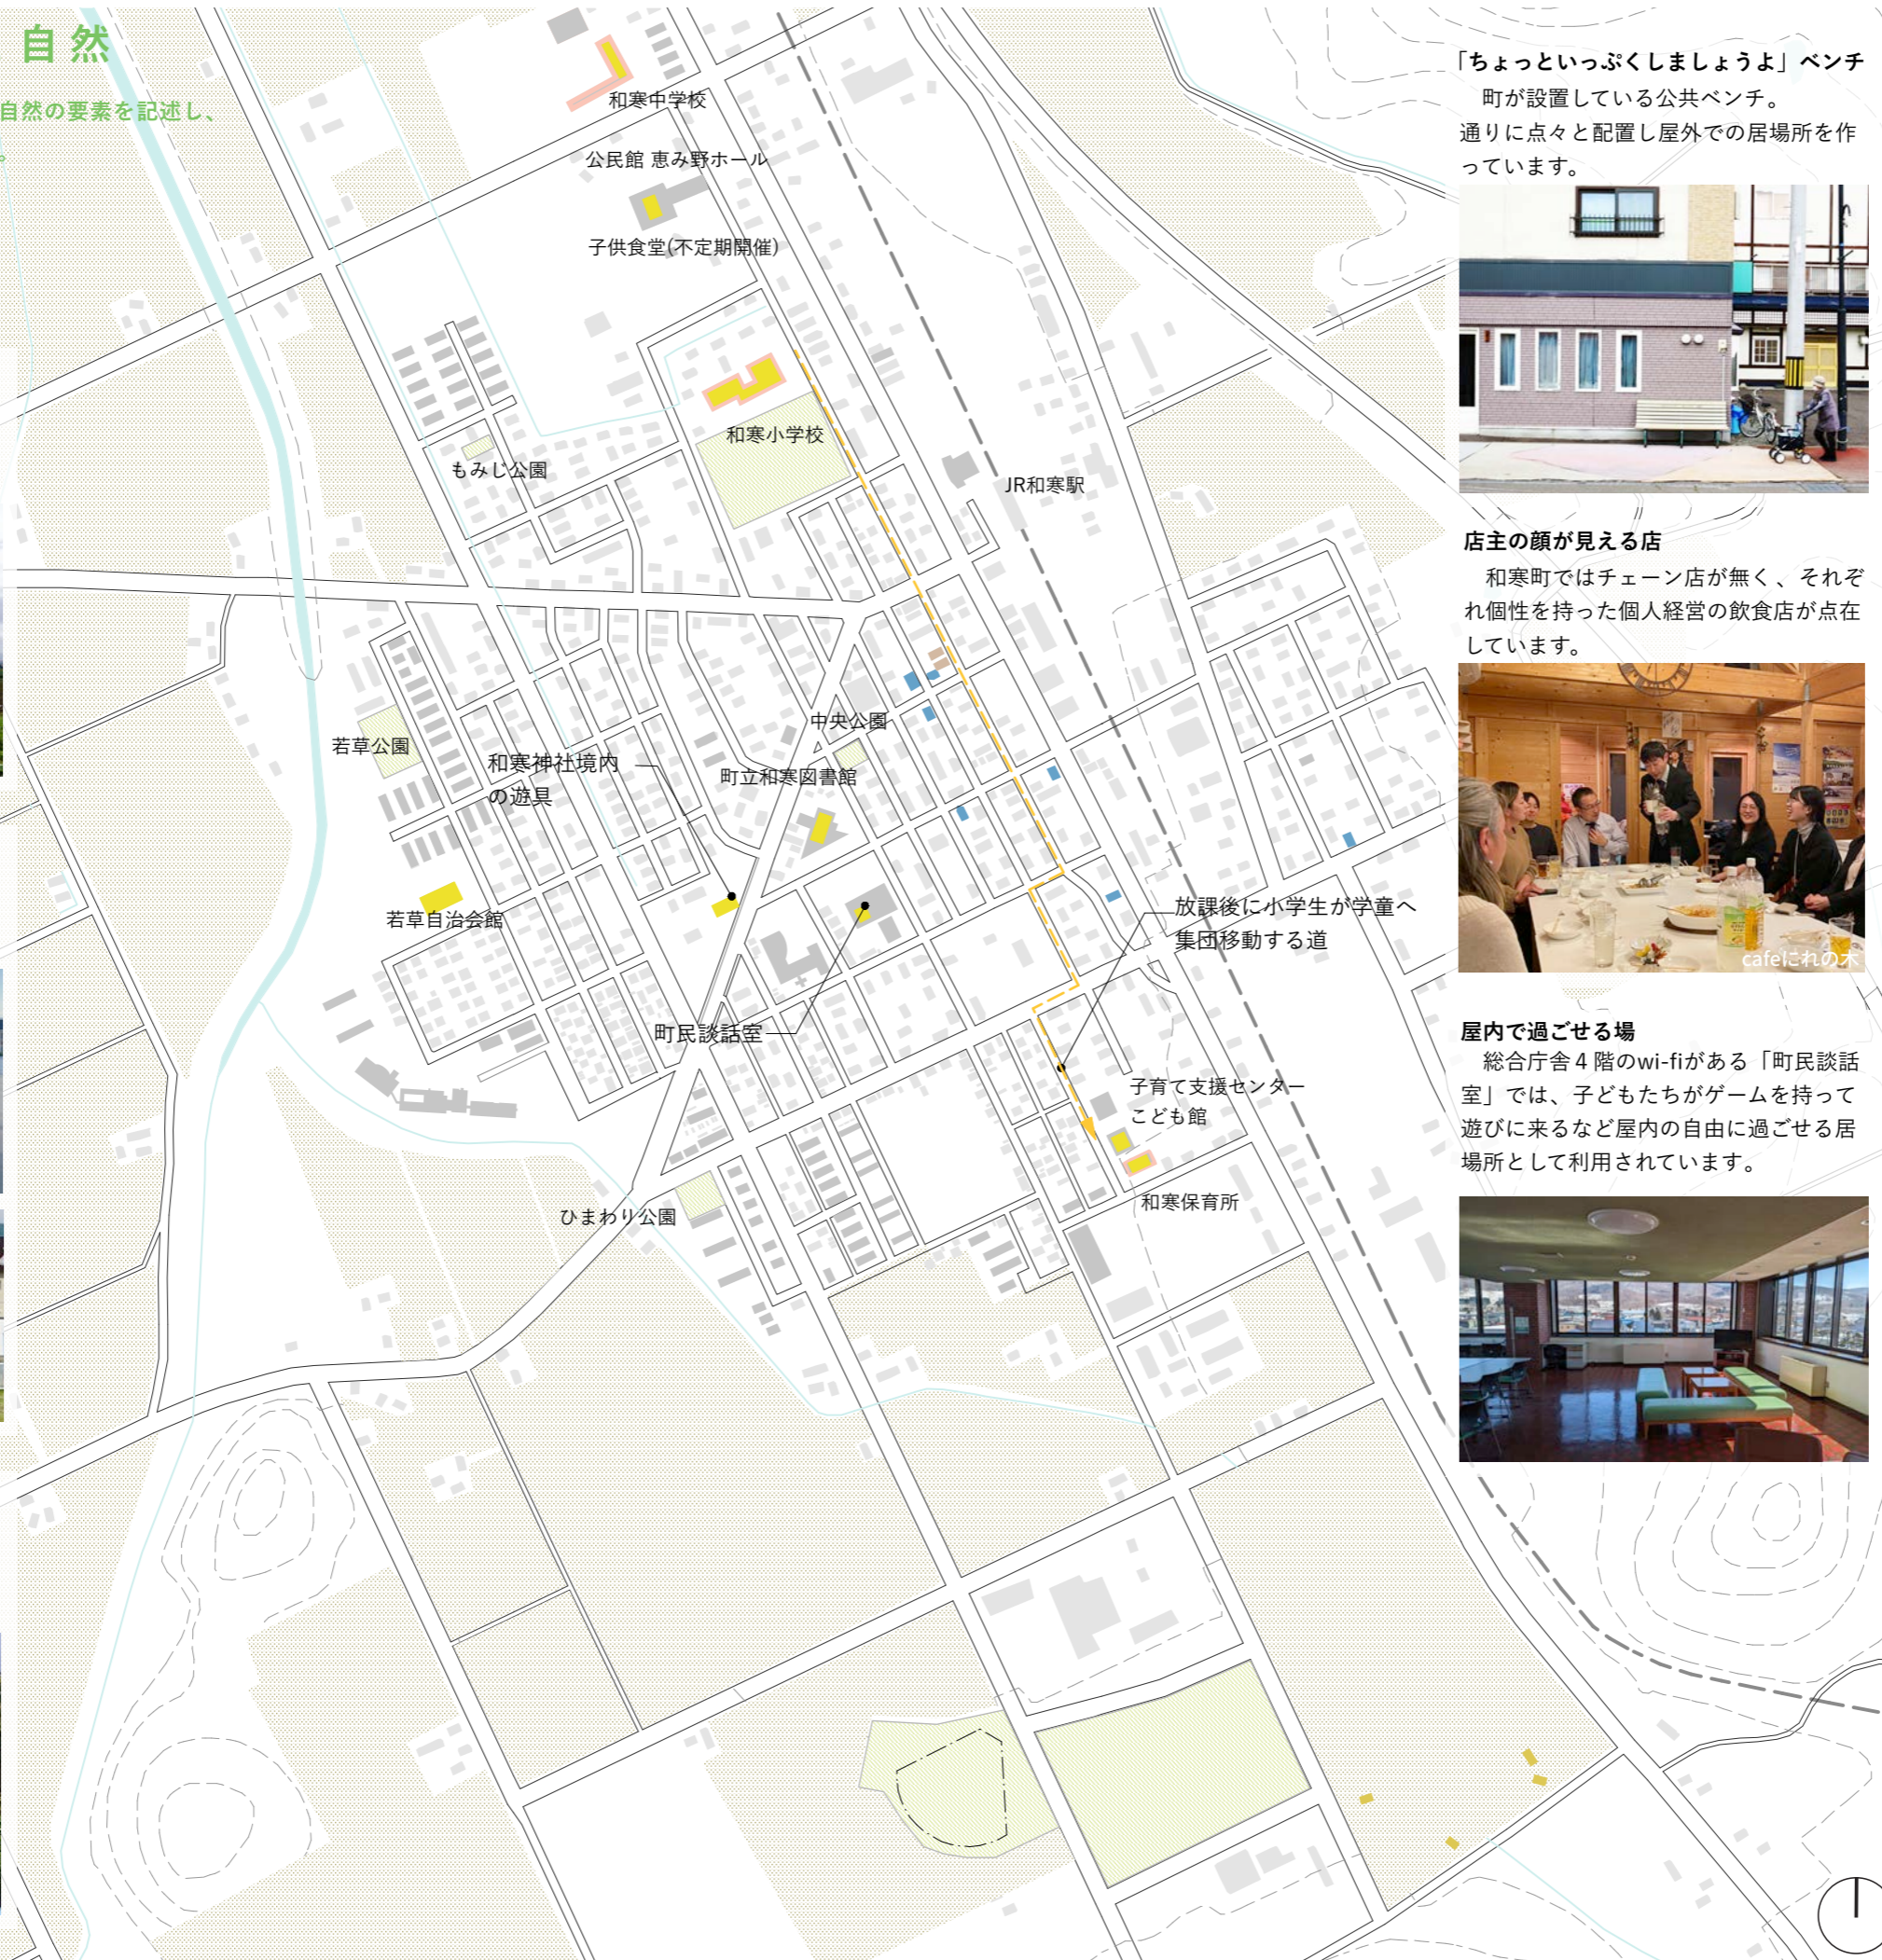 自然
自然の要素を記述し、
。
和寒中学校
公民館 恵み野ホール
子供食堂(不定期開催)
和寒小学校
もみじ公園
JR和寒駅
中央公園
若草公園
和寒神社境内
の遊具
町立和寒図書館
若草自治会館
放課後に小学生が学童へ
集団移動する道
町民談話室
子育て支援センター
こども館
和寒保育所
ひまわり公園
「ちょっといっぷくしましょうよ」ベンチ
町が設置している公共ベンチ。
通りに点々と配置し屋外での居場所を作
っています。
店主の顔が見える店
和寒町ではチェーン店が無く、それぞ
れ個性を持った個人経営の飲食店が点在
しています。
cafeにれの木
屋内で過ごせる場
総合庁舎4階のwi-fiがある「町民談話
室」では、子どもたちがゲームを持って
遊びに来るなど屋内の自由に過ごせる居
場所として利用されています。